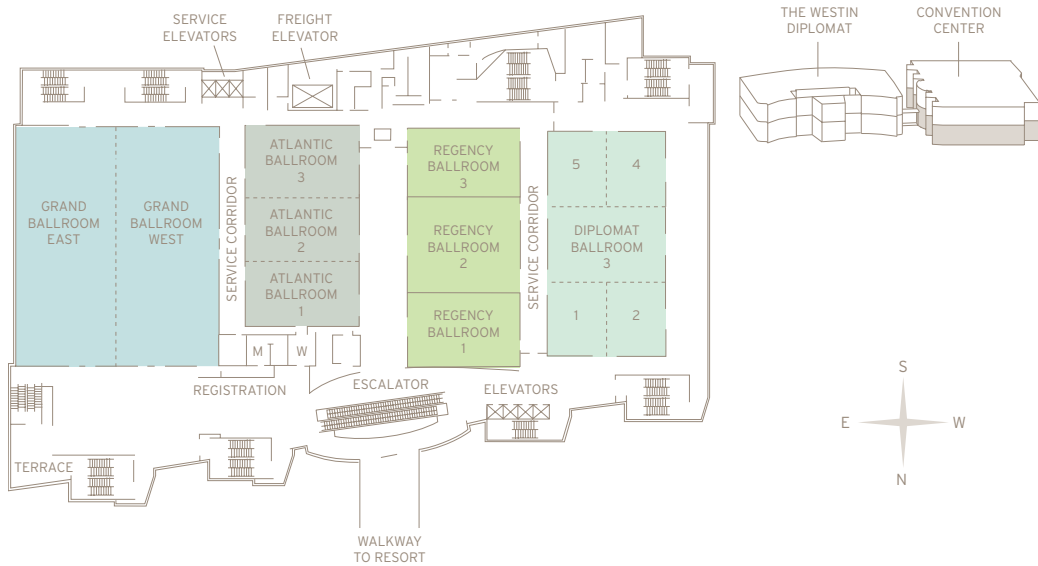 SERVICE
ELEVATORS
FREIGHT
ELEVATOR
THE WESTIN
DIPLOMAT
CONVENTION
CENTER
GRAND
BALLROOM
EAST
GRAND
BALLROOM
WEST
SERVICE CORRIDOR
ATLANTIC
BALLROOM
3
ATLANTIC
BALLROOM
2
ATLANTIC
BALLROOM
1
REGENCY
BALLROOM
3
REGENCY
BALLROOM
2
REGENCY
BALLROOM
1
SERVICE CORRIDOR
5
4
DIPLOMAT
BALLROOM
3
1
2
M
W
REGISTRATION
ESCALATOR
ELEVATORS
TERRACE
WALKWAY
TO RESORT
S
E
W
N